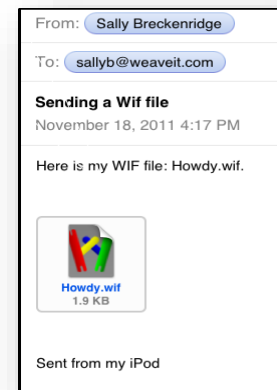 From: Sally Breckenridge
To: sallyb@weaveit.com
Sending a Wif file
November 18, 2011 4:17 PM
Here is my WIF file: Howdy.wif.
Howdy.wif
1.9 KB
Sent from my iPod